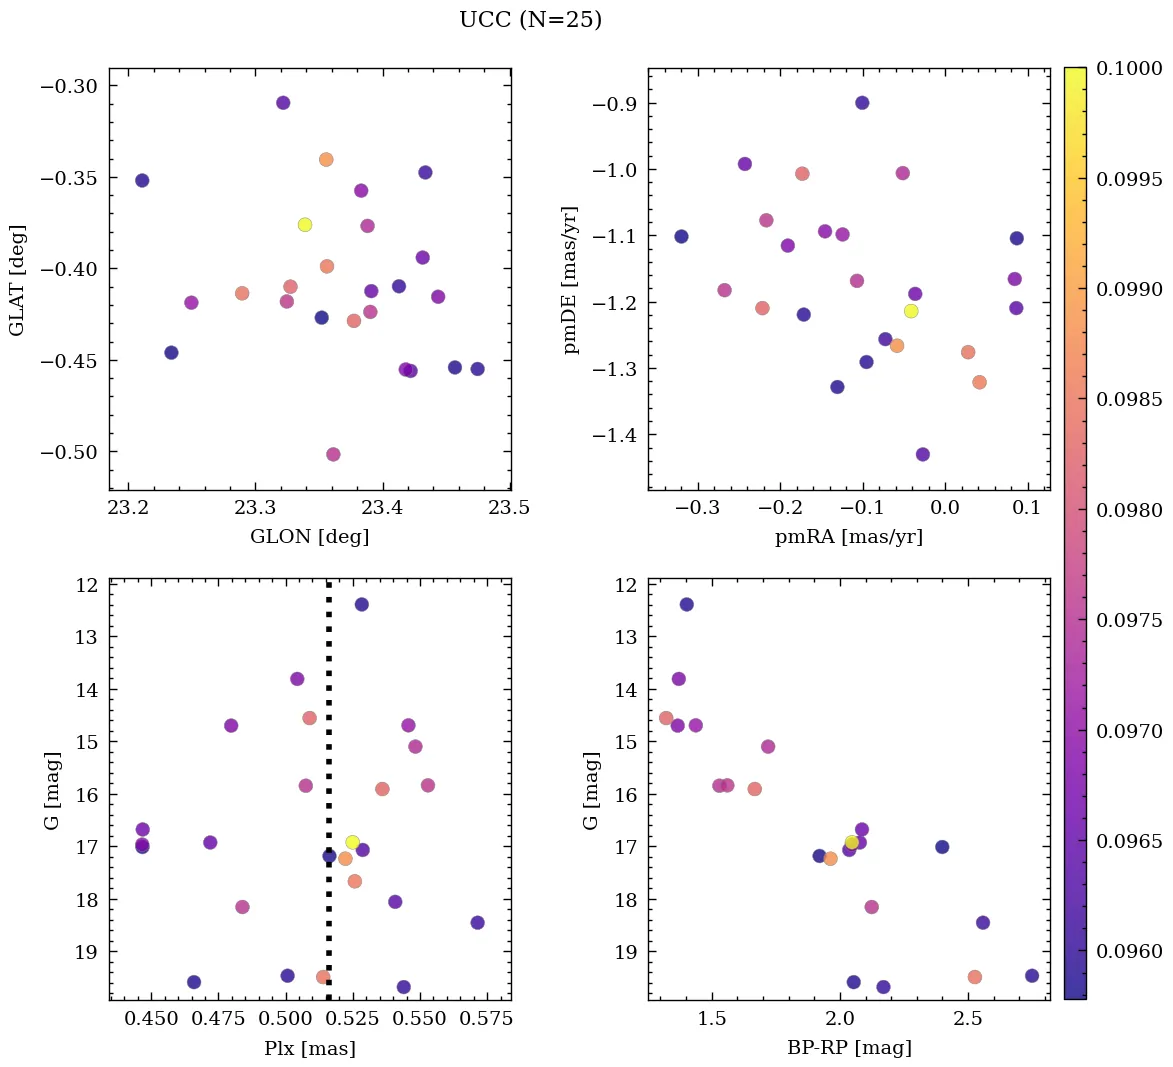 UCC (N=25)
−0.30
−0.35
−0.40
−0.45
−0.50
GLAT [deg]
23.2 23.3 23.4 23.5
GLON [deg]
−0.9
−1.0
−1.1
−1.2
−1.3
−1.4
pmDE [mas/yr]
−0.3 −0.2 −0.1 0.0 0.1
pmRA [mas/yr]
0.1000
0.0995
0.0990
0.0985
0.0980
0.0975
0.0970
0.0965
0.0960
12
13
14
15
16
17
18
19
G [mag]
0.450 0.475 0.500 0.525 0.550 0.575
Plx [mas]
12
13
14
15
16
17
18
19
G [mag]
1.5 2.0 2.5
BP-RP [mag]